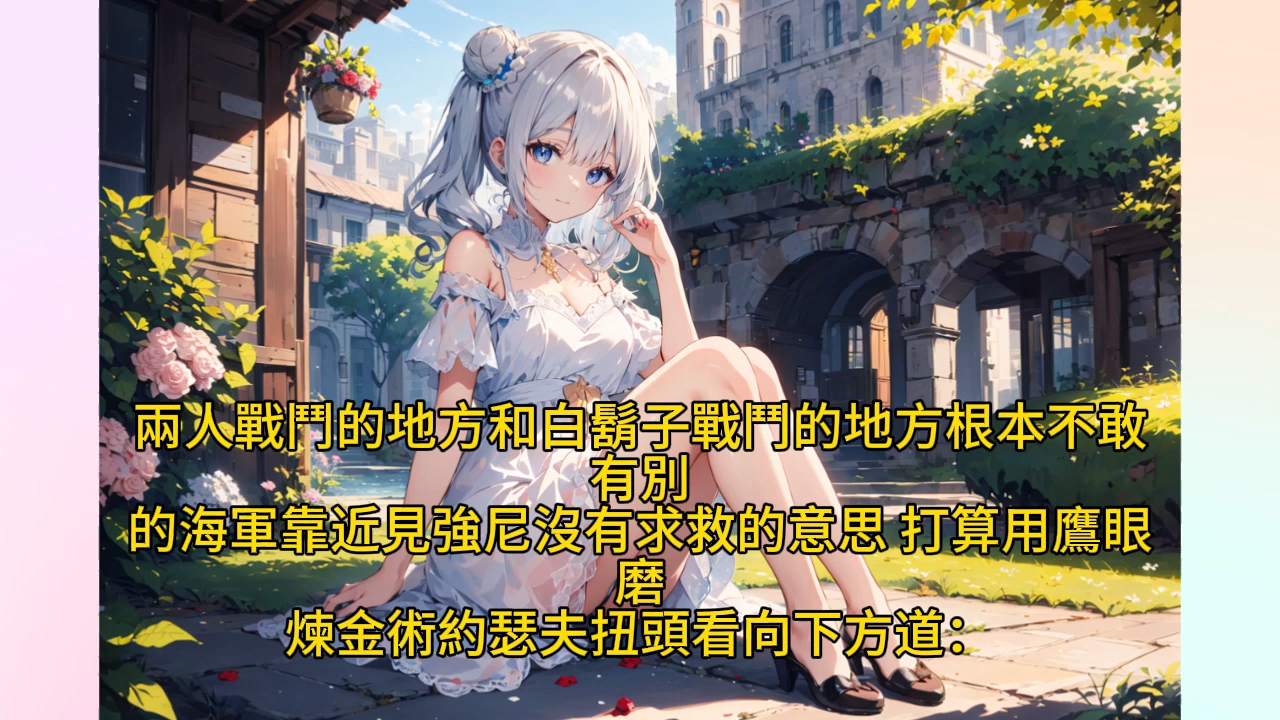 兩人戰鬥的地方和白鬍子戰鬥的地方根本不敢
有別
的海軍靠近見強尼沒有求救的意思 打算用鷹眼
磨
煉金術約瑟夫扭頭看向下方道：